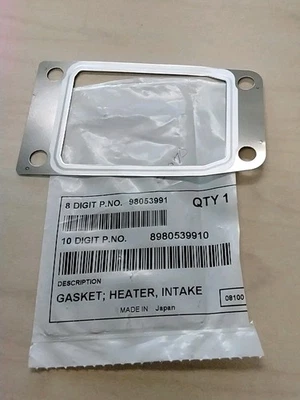 8 DIGIT P.NO. 98053991 QTY 1
10 DIGIT P.NO. 8980539910
DESCRIPTION
GASKET; HEATER, INTAKE
MADE IN Japan
08100